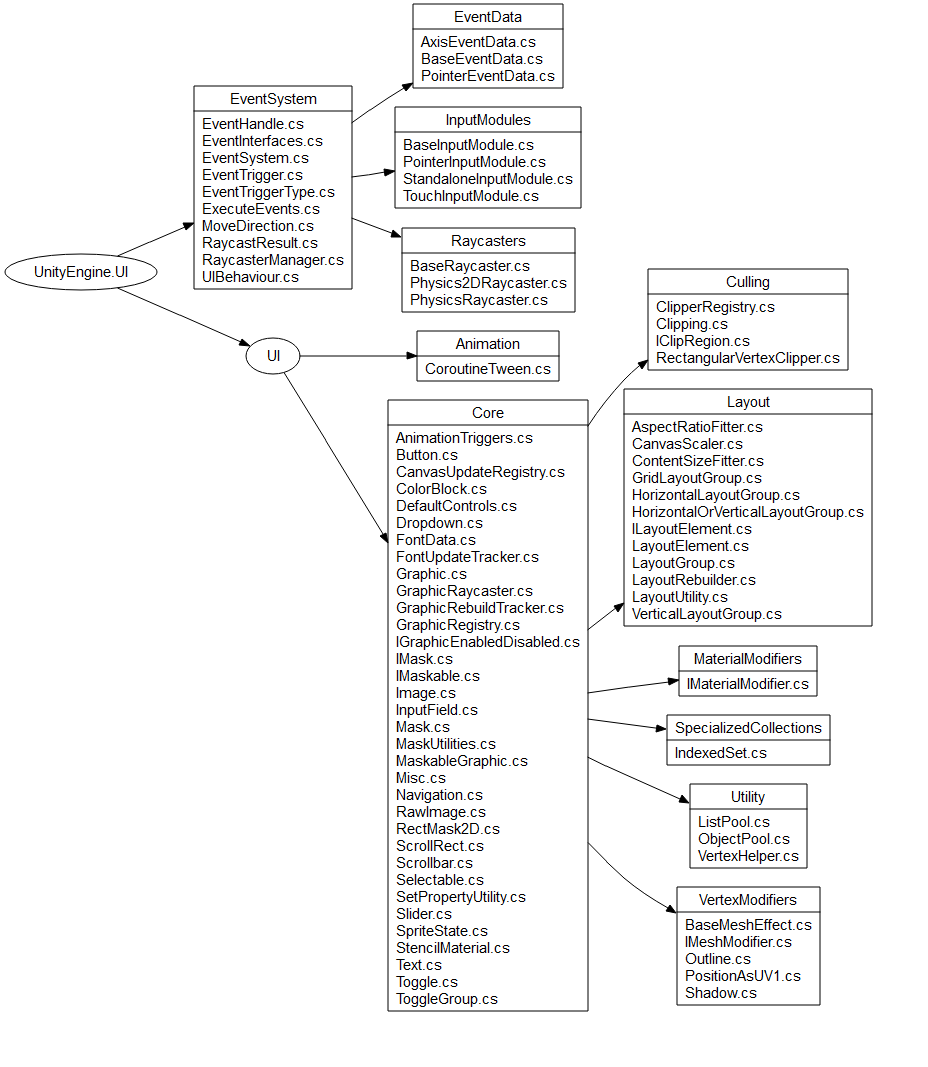 UnityEngine.UI
EventSystem
EventHandle.cs
EventInterfaces.cs
EventSystem.cs
EventTrigger.cs
EventTriggerType.cs
ExecuteEvents.cs
MoveDirection.cs
RaycastResult.cs
RaycasterManager.cs
UIBehaviour.cs
EventData
AxisEventData.cs
BaseEventData.cs
PointerEventData.cs
InputModules
BaseInputModule.cs
PointerInputModule.cs
StandaloneInputModule.cs
TouchInputModule.cs
Raycasters
BaseRaycaster.cs
Physics2DRaycaster.cs
PhysicsRaycaster.cs
UI
Animation
CoroutineTween.cs
Core
AnimationTriggers.cs
Button.cs
CanvasUpdateRegistry.cs
ColorBlock.cs
DefaultControls.cs
Dropdown.cs
FontData.cs
FontUpdateTracker.cs
Graphic.cs
GraphicRaycaster.cs
GraphicRebuildTracker.cs
GraphicRegistry.cs
IGraphicEnabledDisabled.cs
IMask.cs
IMaskable.cs
Image.cs
InputField.cs
Mask.cs
MaskUtilities.cs
MaskableGraphic.cs
Misc.cs
Navigation.cs
RawImage.cs
RectMask2D.cs
ScrollRect.cs
Scrollbar.cs
Selectable.cs
SetPropertyUtility.cs
Slider.cs
SpriteState.cs
StencilMaterial.cs
Text.cs
Toggle.cs
ToggleGroup.cs
Culling
ClipperRegistry.cs
Clipping.cs
IClipRegion.cs
RectangularVertexClipper.cs
Layout
AspectRatioFitter.cs
CanvasScaler.cs
ContentSizeFitter.cs
GridLayoutGroup.cs
HorizontalLayoutGroup.cs
HorizontalOrVerticalLayoutGroup.cs
ILayoutElement.cs
LayoutElement.cs
LayoutGroup.cs
LayoutRebuilder.cs
LayoutUtility.cs
VerticalLayoutGroup.cs
MaterialModifiers
IMaterialModifier.cs
SpecializedCollections
IndexedSet.cs
Utility
ListPool.cs
ObjectPool.cs
VertexHelper.cs
VertexModifiers
BaseMeshEffect.cs
IMeshModifier.cs
Outline.cs
PositionAsUV1.cs
Shadow.cs